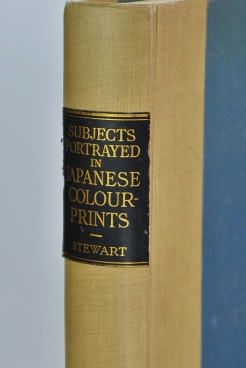 SUBJECTS
PORTRAYED
IN
JAPANESE
COLOUR-
PRINTS
STEWART